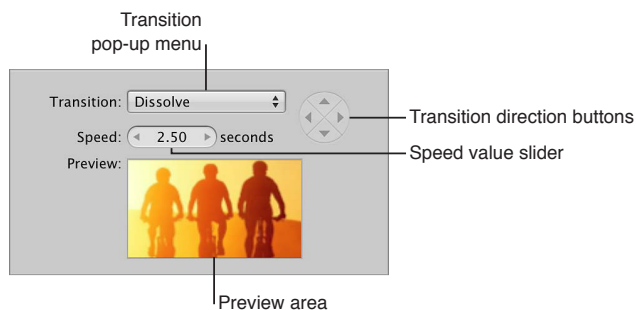 Transition
pop-up menu
Transition: Dissolve
Transition direction buttons
Speed: 2.50 seconds
Speed value slider
Preview:
Preview area